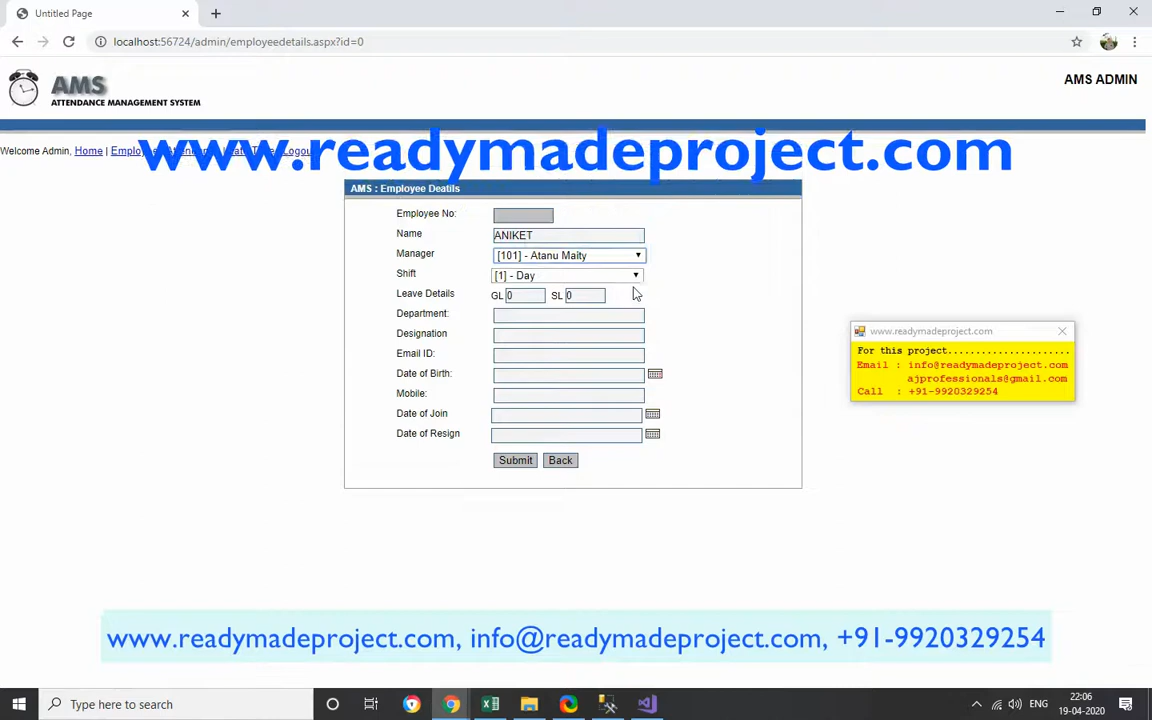 Untitled Page
localhost:56724/admin/employeedetails.aspx?id=0
AMS
ATTENDANCE MANAGEMENT SYSTEM
AMS ADMIN
www.readymadeproject.com
Welcome Admin, Home | Employee
AMS : Employee Deatils
Employee No:
Name ANIKET
Manager [101] - Atanu Maity
Shift [1] - Day
Leave Details GL 0 SL 0
Department:
Designation
Email ID:
Date of Birth:
Mobile:
Date of Join
Date of Resign
Submit Back
www.readymadeproject.com
For this project......................
Email : info@readymadeproject.com
ajprofessionals@gmail.com
Call : +91-9920329254
www.readymadeproject.com, info@readymadeproject.com, +91-9920329254
Type here to search
ENG
22:06
19-04-2020